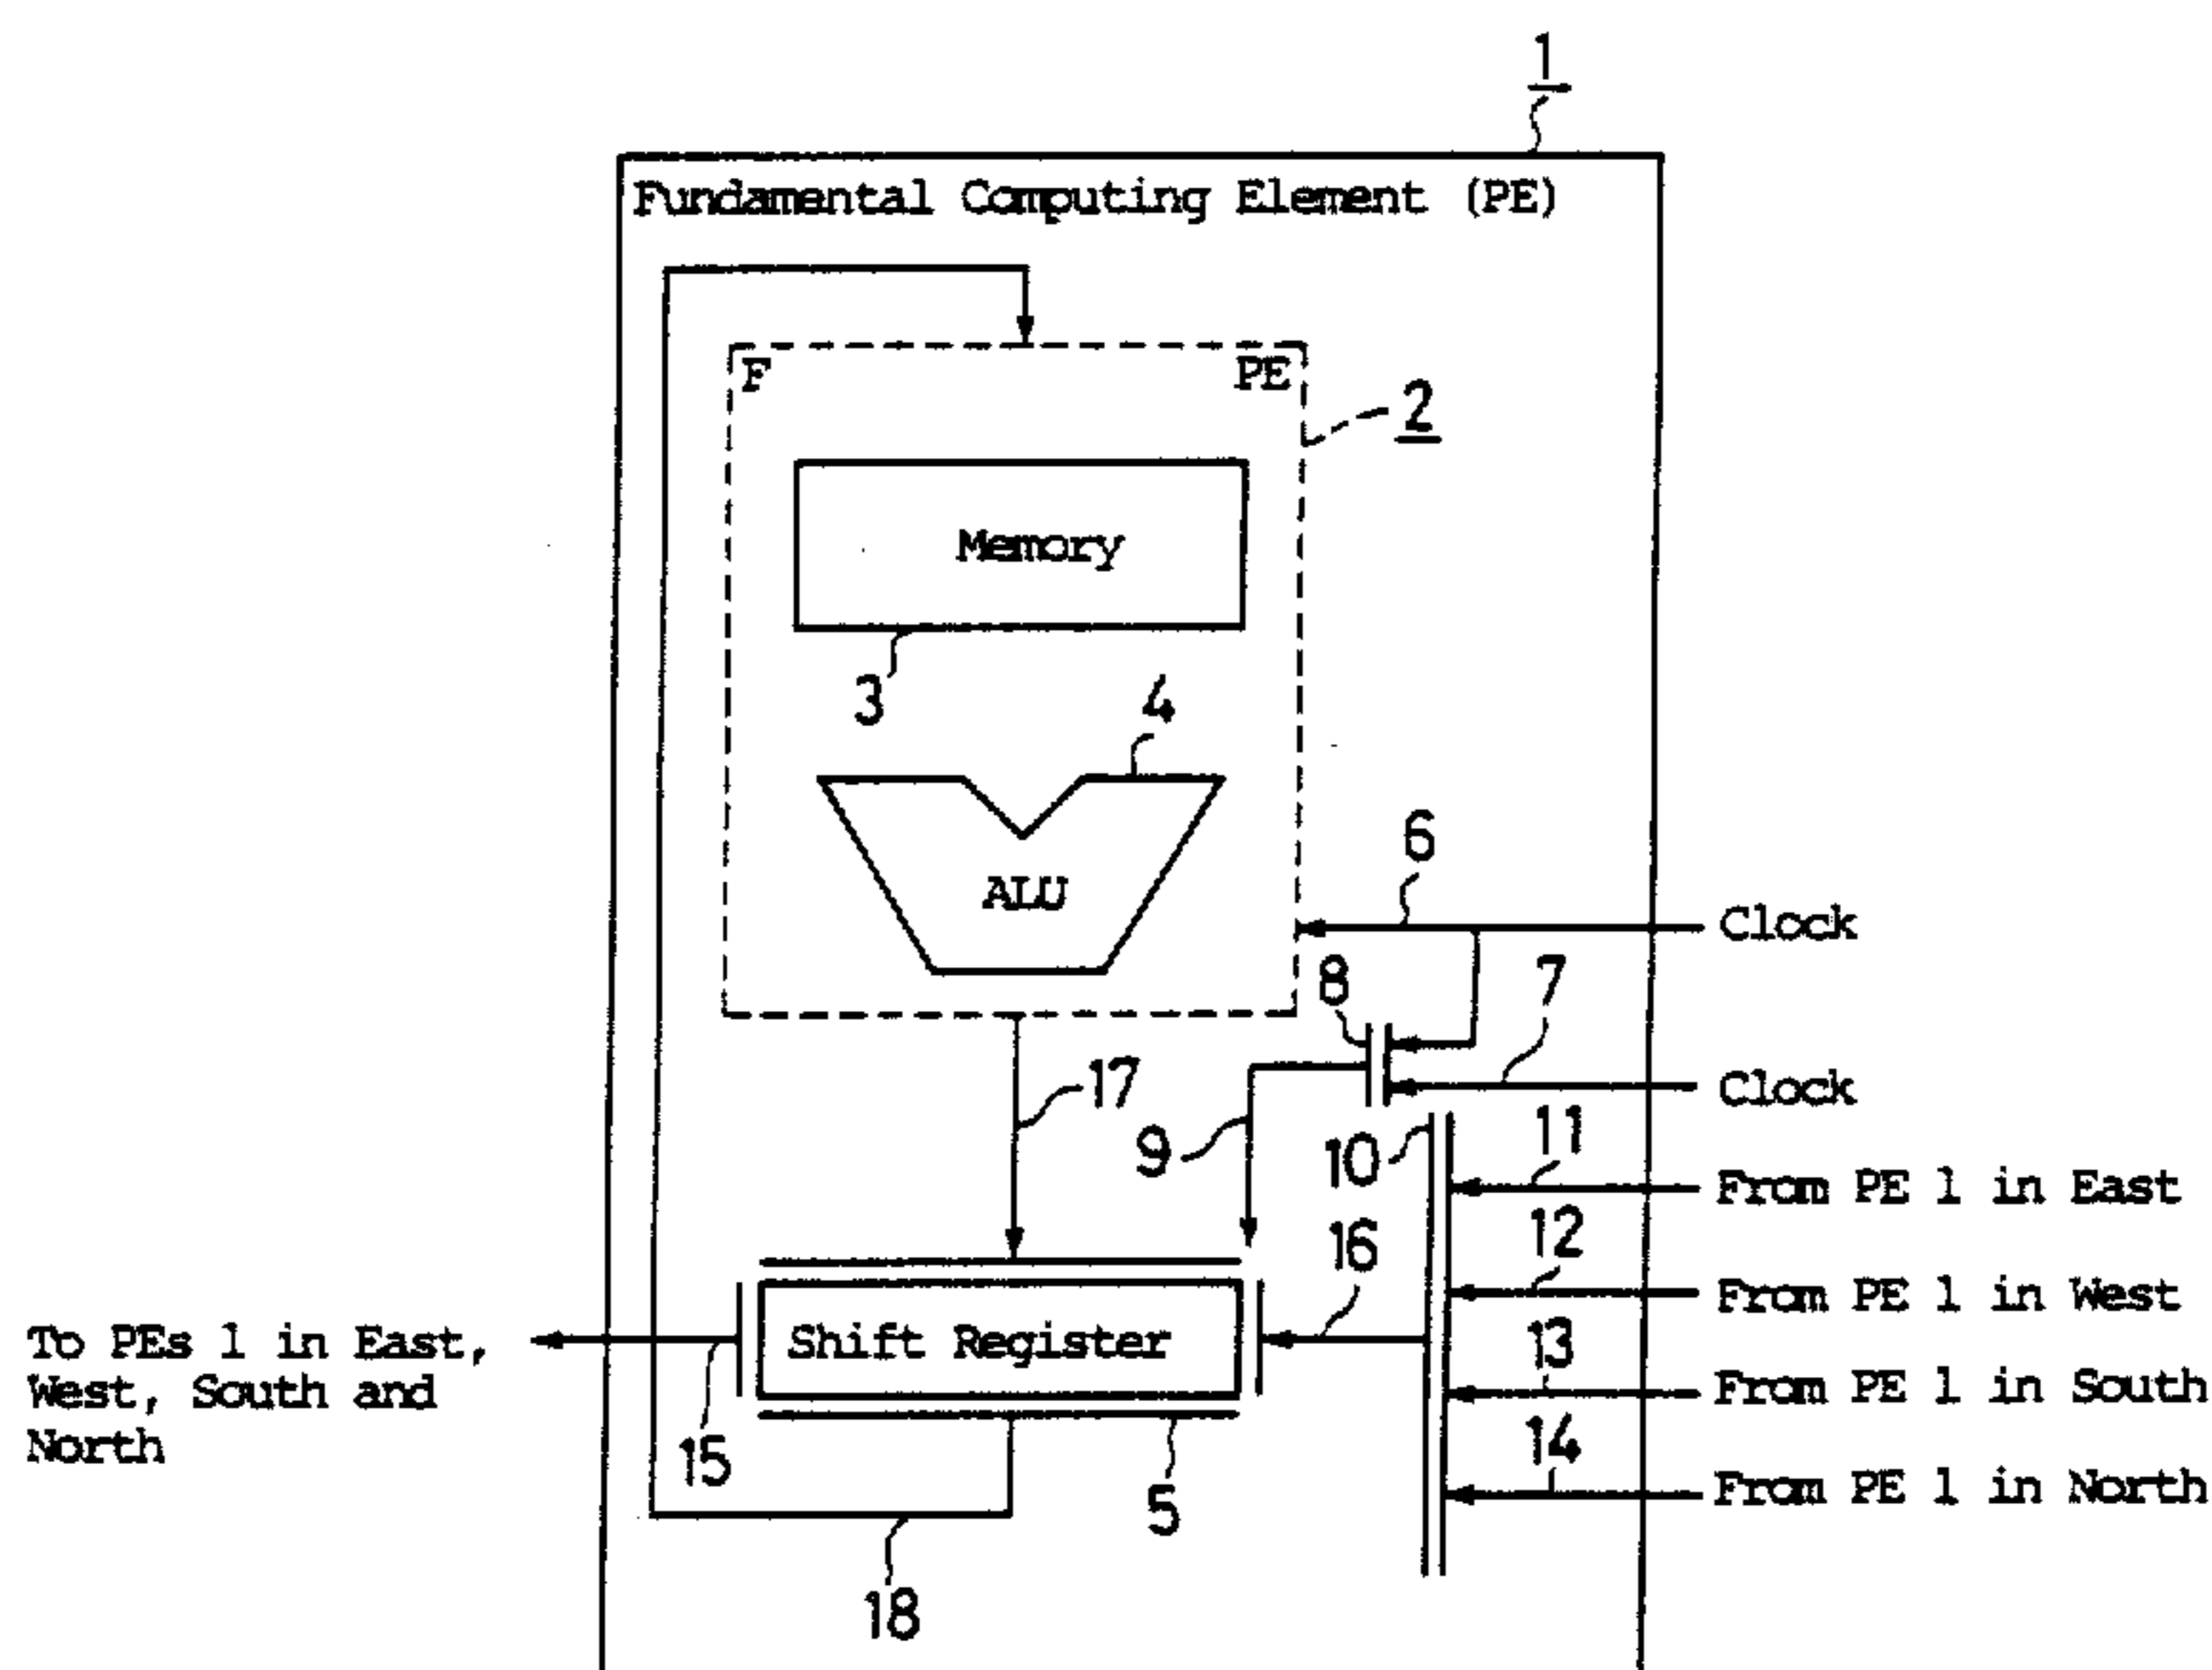 1
Fundamental Computing Element (PE)
F PE
2
Memory
3
4
ALU
6
Clock
8
7
Clock
17
9
10
11
From PE 1 in East
16
12
From PE 1 in West
13
From PE 1 in South
14
From PE 1 in North
Shift Register
To PEs 1 in East,
West, South and
North
15
5
18